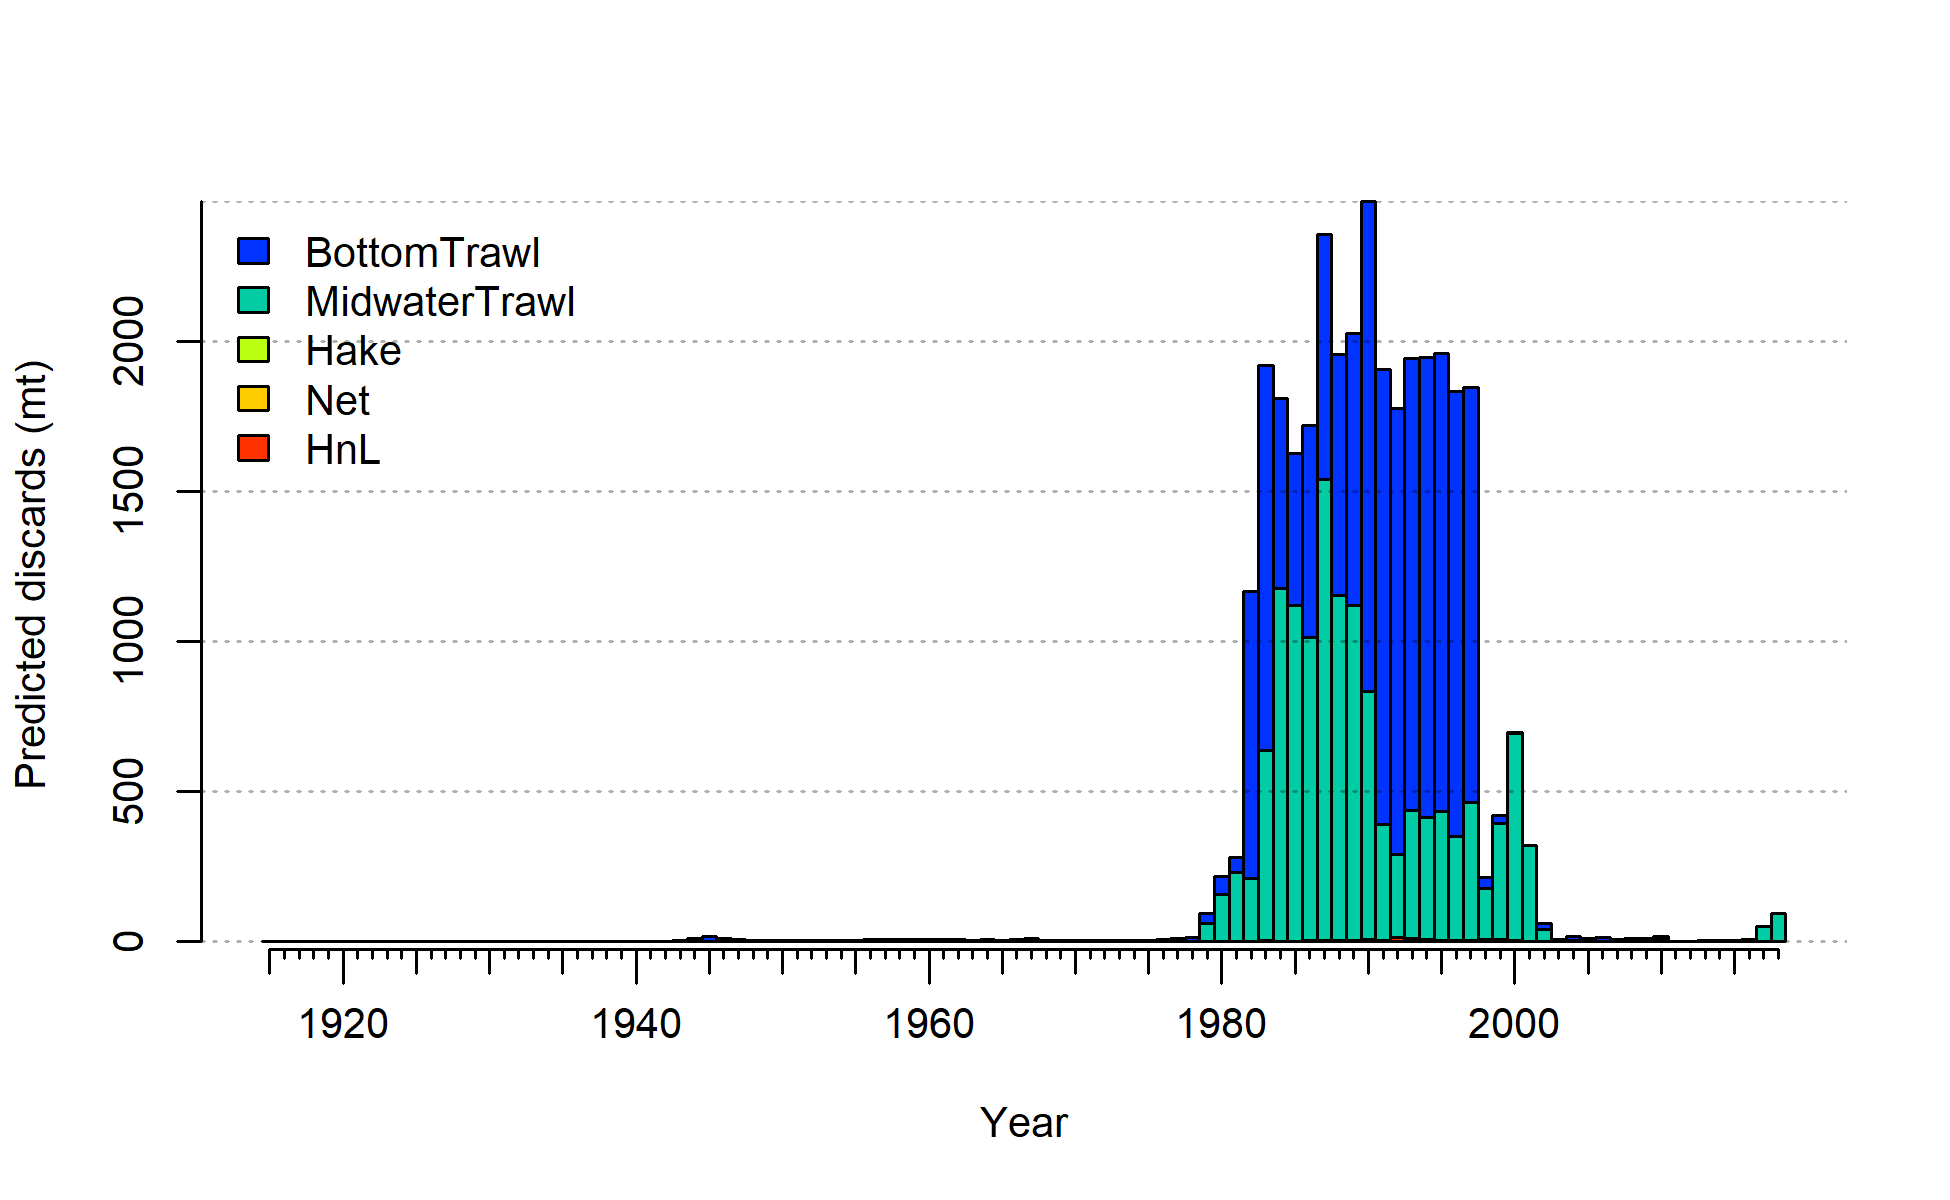 BottomTrawl
MidwaterTrawl
Hake
Net
HnL
Predicted discards (mt)
2000
1500
1000
500
0
1920 1940 1960 1980 2000
Year